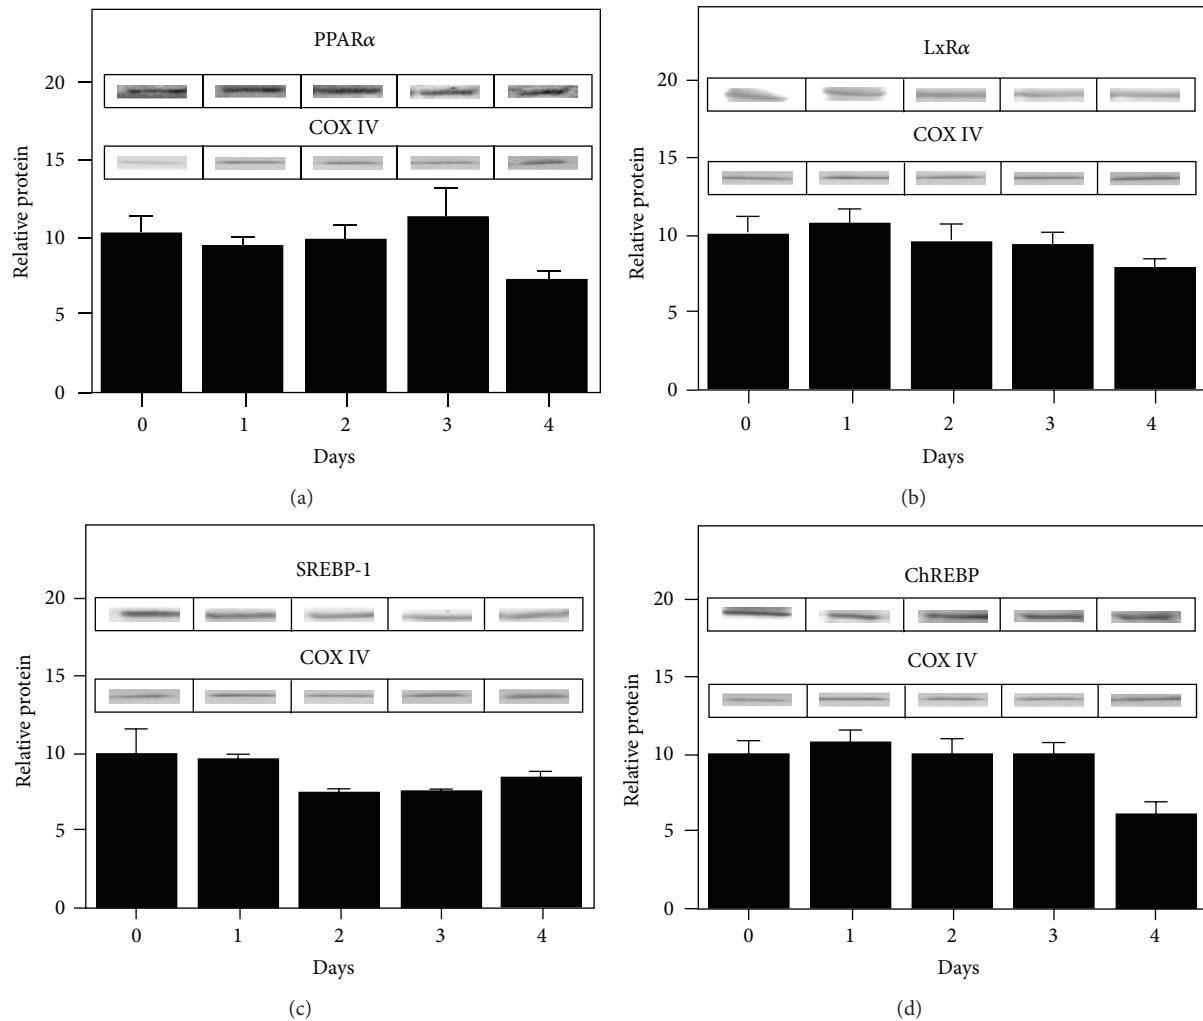 PPARα
20
COX IV
15
10
5
0
Relative protein
0 1 2 3 4
Days
(a)
LxRα
20
COX IV
15
10
5
0
Relative protein
0 1 2 3 4
Days
(b)
SREBP-1
20
COX IV
15
10
5
0
Relative protein
0 1 2 3 4
Days
(c)
ChREBP
20
COX IV
15
10
5
0
Relative protein
0 1 2 3 4
Days
(d)